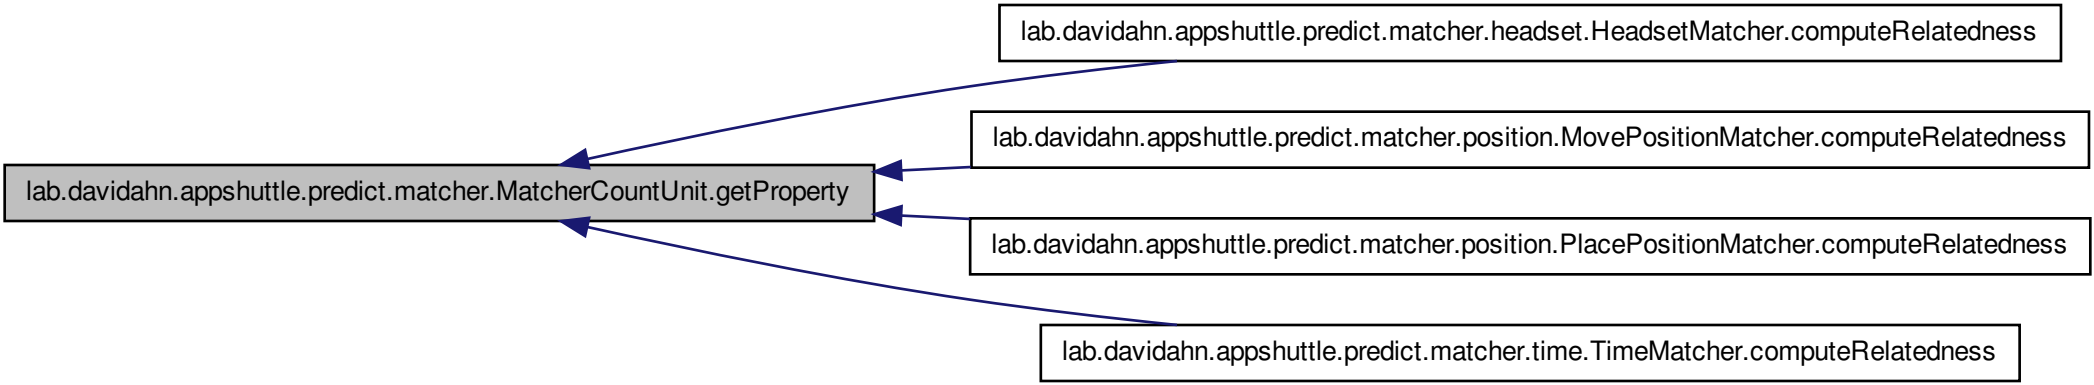 lab.davidahn.appshuttle.predict.matcher.headset.HeadsetMatcher.computeRelatedness
lab.davidahn.appshuttle.predict.matcher.position.MovePositionMatcher.computeRelatedness
lab.davidahn.appshuttle.predict.matcher.MatcherCountUnit.getProperty
lab.davidahn.appshuttle.predict.matcher.position.PlacePositionMatcher.computeRelatedness
lab.davidahn.appshuttle.predict.matcher.time.TimeMatcher.computeRelatedness